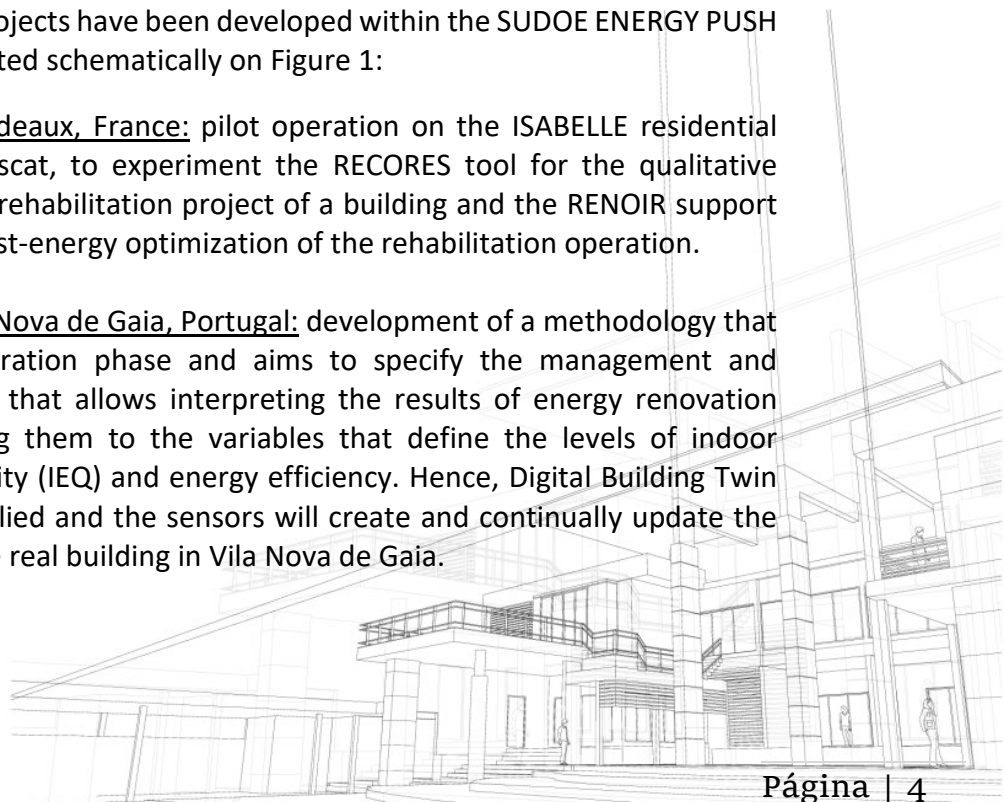 ojects have been developed within the SUDOE ENERGY PUSH
ted schematically on Figure 1:
deaux, France: pilot operation on the ISABELLE residential
scat, to experiment the RECORES tool for the qualitative
rehabilitation project of a building and the RENOIR support
st-energy optimization of the rehabilitation operation.
Nova de Gaia, Portugal: development of a methodology that
ration phase and aims to specify the management and
that allows interpreting the results of energy renovation
g them to the variables that define the levels of indoor
ity (IEQ) and energy efficiency. Hence, Digital Building Twin
lied and the sensors will create and continually update the
real building in Vila Nova de Gaia.
Página | 4